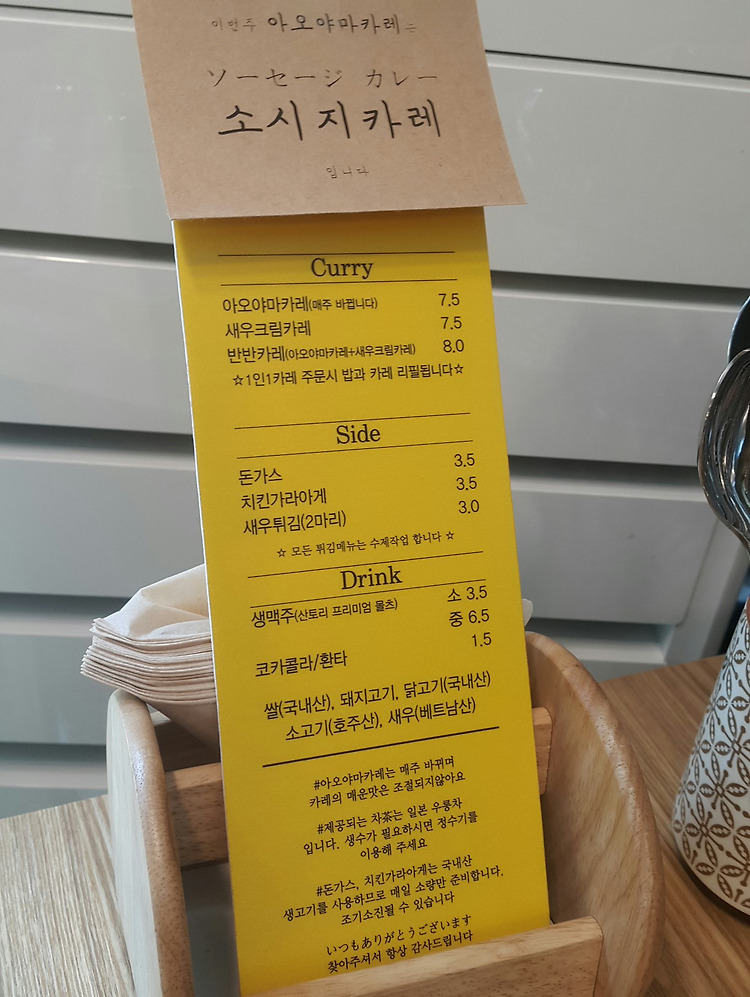 이번주 아오야마카레는
ソーセージ カレー
소시지카레
입니다
Curry
아오야마카레(매주 바뀝니다) 7.5
새우크림카레 7.5
반반카레(아오야마카레+새우크림카레) 8.0
☆1인1카레 주문시 밥과 카레 리필됩니다☆
Side
돈가스 3.5
치킨가라아게 3.5
새우튀김(2마리) 3.0
☆ 모든 튀김메뉴는 수제작업 합니다 ☆
Drink
생맥주(산토리 프리미엄 몰츠) 소 3.5
중 6.5
코카콜라/환타 1.5
쌀(국내산), 돼지고기, 닭고기(국내산)
소고기(호주산), 새우(베트남산)
#아오야마카레는 매주 바뀌며
카레의 매운맛은 조절되지않아요
#제공되는 차茶는 일본 우롱차
입니다. 생수가 필요하시면 정수기를
이용해 주세요
#돈가스, 치킨가라아게는 국내산
생고기를 사용하므로 매일 소량만 준비합니다.
조기소진될 수 있습니다
いつもありがとうございます
찾아주셔서 항상 감사드립니다